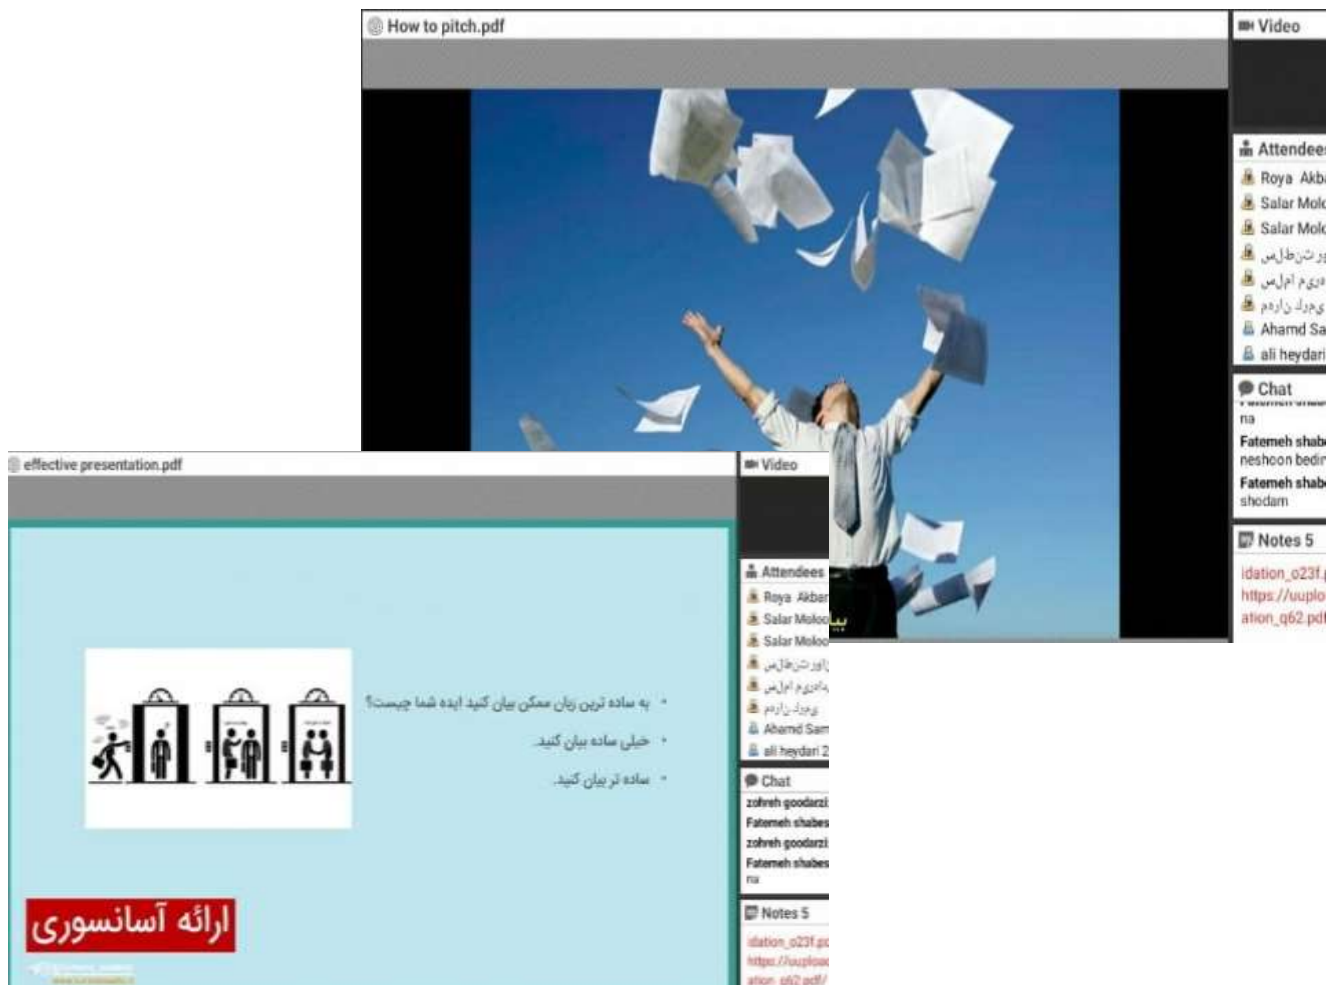 How to pitch.pdf
Video
Attendees
Roya Akba
Salar Molo
Salar Molo
Ahamd Sa
ali heydari
Chat
na
Fatemeh shabe
neshoon bedin
Fatemeh shabe
shodam
Notes 5
idation_o23f.p
https://uuplo
ation_q62.pdf
effective presentation.pdf
Video
Attendees
Roya Akbar
Salar Moloo
Salar Moloo
Ahamd Sam
ali heydari 2
Chat
zohreh goodarzi
Fatemeh shabes
zohreh goodarzi
Fatemeh shabes
na
Notes 5
idation_o23f.pd
https://uupload
ation_q62.pdf/
به ساده ترین زبان ممکن بیان کنید ایده شما چیست؟
خیلی ساده بیان کنید.
ساده تر بیان کنید.
ارائه آسانسوری